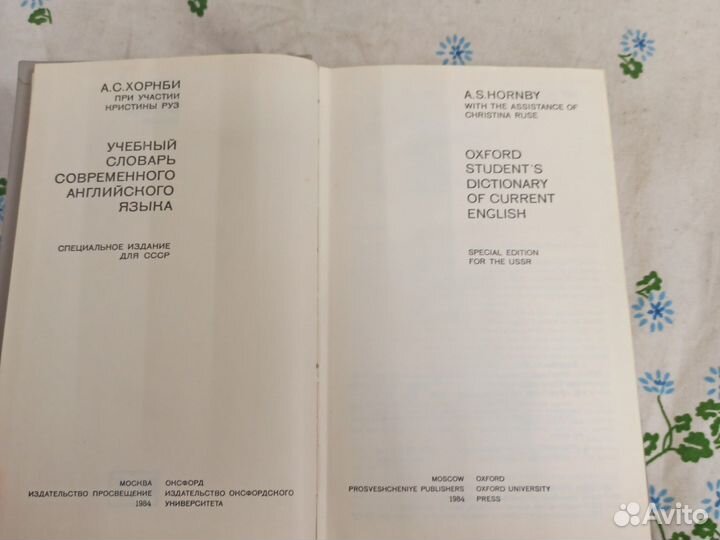 А.С.ХОРНБИ
ПРИ УЧАСТИИ
КРИСТИНЫ РУЗ
УЧЕБНЫЙ
СЛОВАРЬ
СОВРЕМЕННОГО
АНГЛИЙСКОГО
ЯЗЫКА
СПЕЦИАЛЬНОЕ ИЗДАНИЕ
ДЛЯ СССР
МОСКВА ОКСФОРД
ИЗДАТЕЛЬСТВО ПРОСВЕЩЕНИЕ ИЗДАТЕЛЬСТВО ОКСФОРДСКОГО
1984 УНИВЕРСИТЕТА
A.S.HORNBY
WITH THE ASSISTANCE OF
CHRISTINA RUSE
OXFORD
STUDENT'S
DICTIONARY
OF CURRENT
ENGLISH
SPECIAL EDITION
FOR THE USSR
MOSCOW OXFORD
PROSVESHCHENIYE PUBLISHERS OXFORD UNIVERSITY
1984 PRESS
Avito